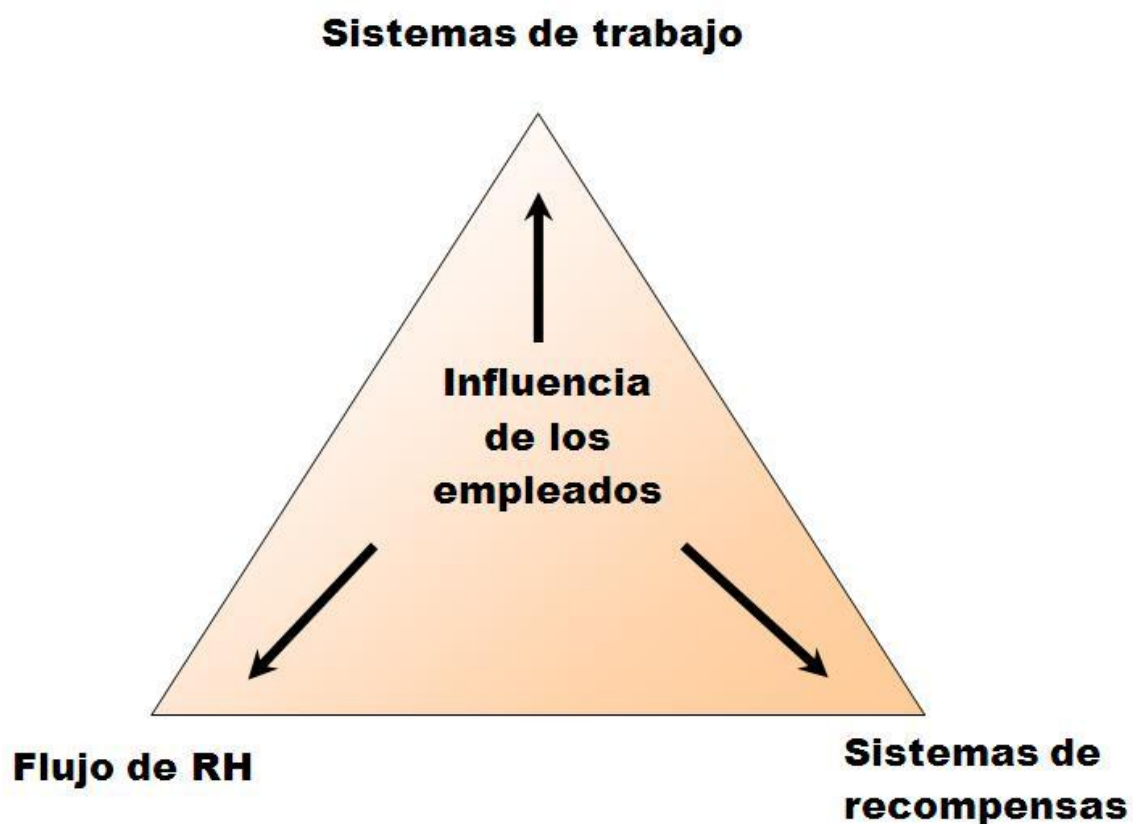 Sistemas de trabajo
Influencia
de los
empleados
Flujo de RH
Sistemas de
recompensas